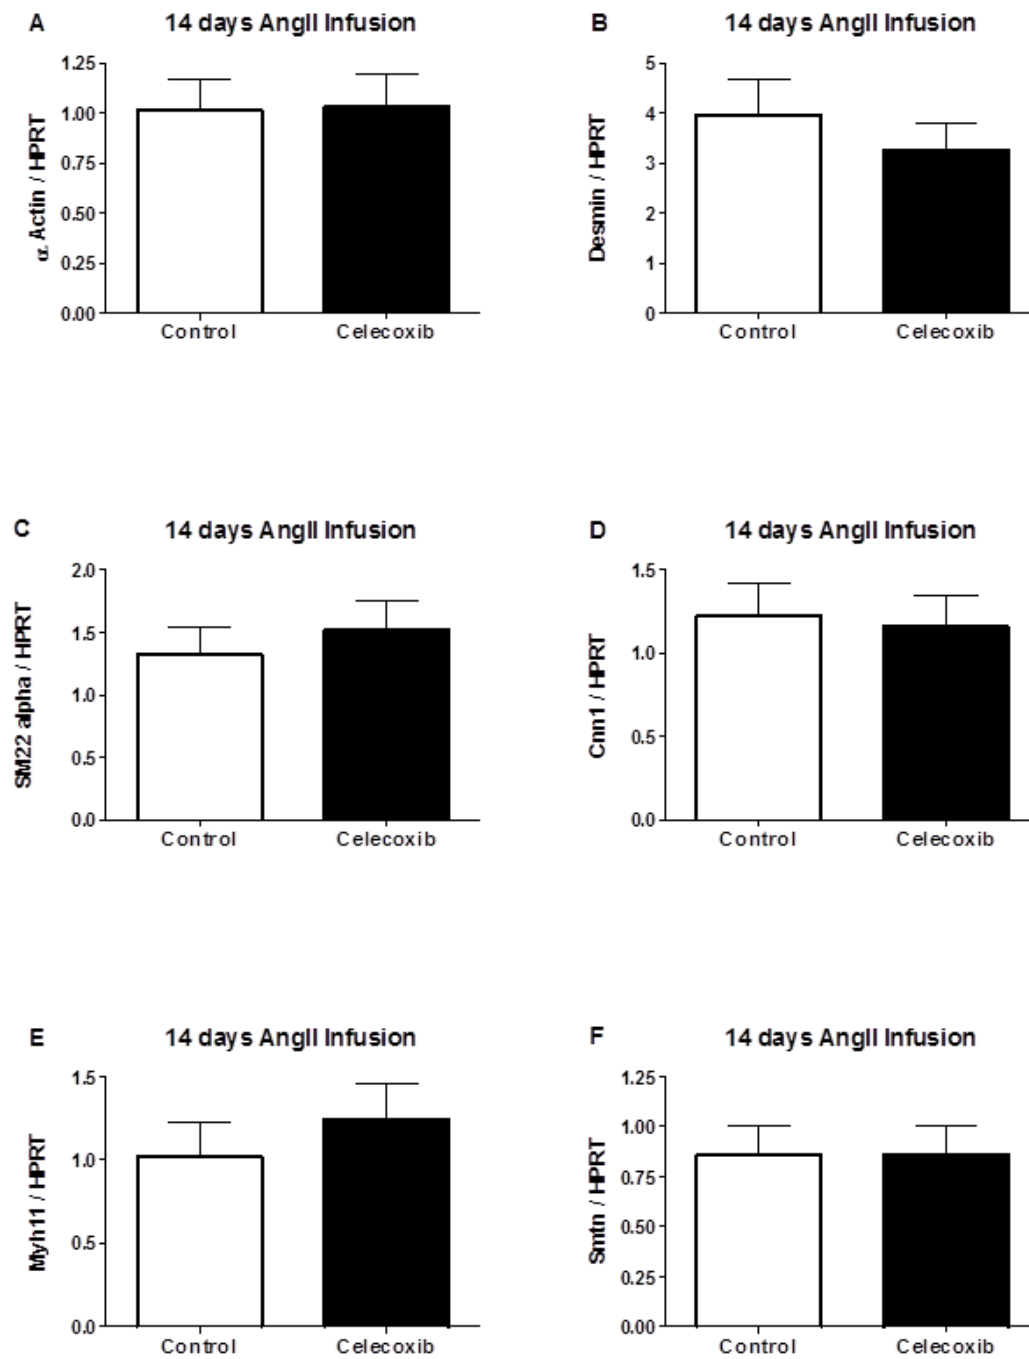 A 14 days AngII Infusion
1.25
1.00
0.75
0.50
0.25
0.00
α Actin / HPRT
Control Celecoxib
B 14 days AngII Infusion
5
4
3
2
1
0
Desmin / HPRT
Control Celecoxib
C 14 days AngII Infusion
2.0
1.5
1.0
0.5
0.0
SM22 alpha / HPRT
Control Celecoxib
D 14 days AngII Infusion
1.5
1.0
0.5
0.0
Cnn1 / HPRT
Control Celecoxib
E 14 days AngII Infusion
1.5
1.0
0.5
0.0
Myh11 / HPRT
Control Celecoxib
F 14 days AngII Infusion
1.25
1.00
0.75
0.50
0.25
0.00
Smtn / HPRT
Control Celecoxib